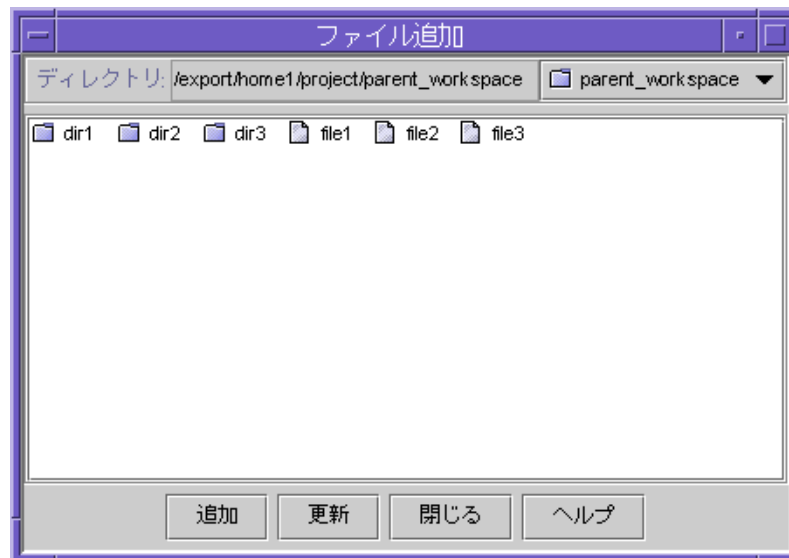 ファイル追加
ディレクトリ: /export/home1/project/parent_workspace parent_workspace
dir1 dir2 dir3 file1 file2 file3
追加 更新 閉じる ヘルプ